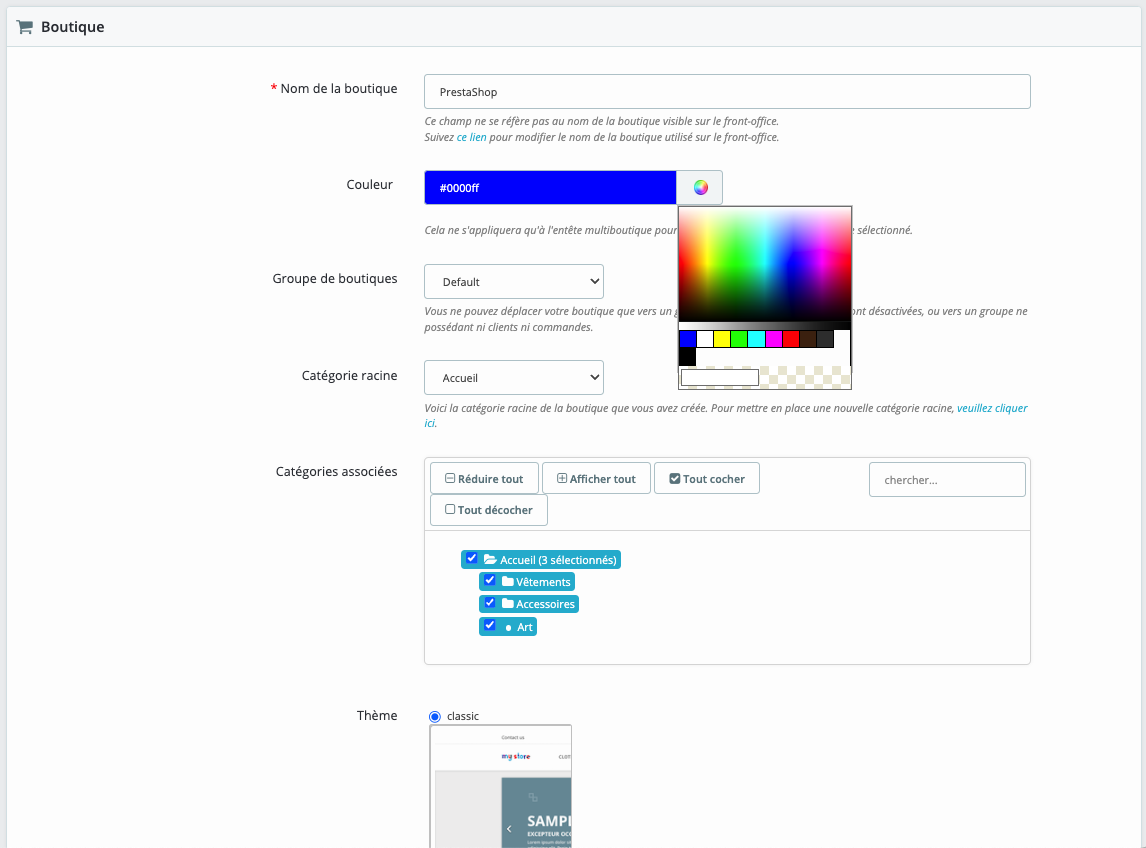 Boutique
* Nom de la boutique
PrestaShop
Ce champ ne se réfère pas au nom de la boutique visible sur le front-office.
Suivez ce lien pour modifier le nom de la boutique utilisé sur le front-office.
Couleur
#0000ff
Cela ne s'appliquera qu'à l'entête multiboutique pour sélectionné.
Groupe de boutiques
Default
Vous ne pouvez déplacer votre boutique que vers un désactivées, ou vers un groupe ne
possédant ni clients ni commandes.
Catégorie racine
Accueil
Voici la catégorie racine de la boutique que vous avez créée. Pour mettre en place une nouvelle catégorie racine, veuillez cliquer
ici.
Catégories associées
Réduire tout
Afficher tout
Tout cocher
chercher...
Tout décocher
Accueil (3 sélectionnés)
Vêtements
Accessoires
Art
Thème
classic
Contact us
my store
CLOT
SAMPL
EXCEPTEUR OCC